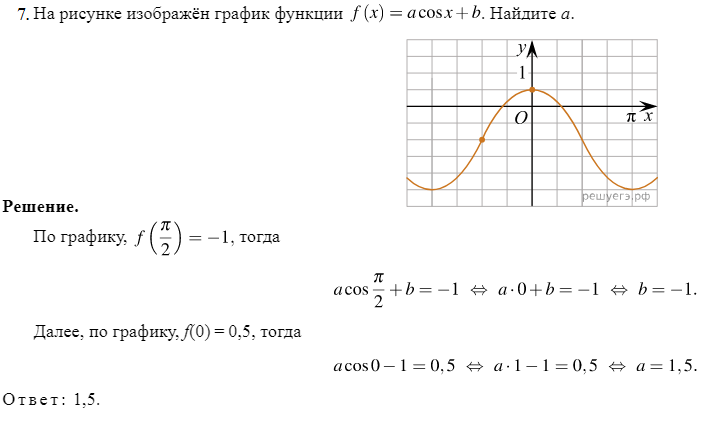 7. На рисунке изображён график функции f(x) = a cos x + b. Найдите a.
y
1
O
π x
решуегэ.рф
Решение.
По графику, f(π/2) = −1, тогда
a cos π/2 + b = −1 ⇔ a·0 + b = −1 ⇔ b = −1.
Далее, по графику, f(0) = 0,5, тогда
a cos 0 − 1 = 0,5 ⇔ a·1 − 1 = 0,5 ⇔ a = 1,5.
Ответ: 1,5.